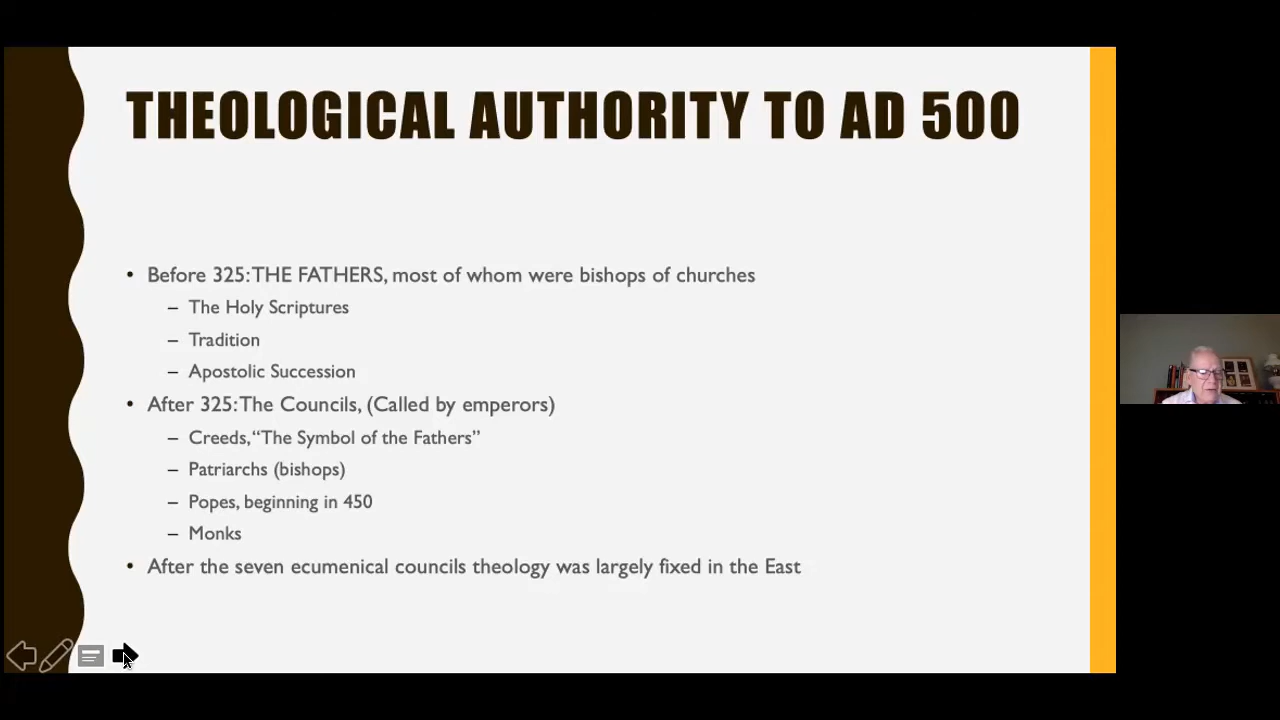 THEOLOGICAL AUTHORITY TO AD 500
• Before 325: THE FATHERS, most of whom were bishops of churches
– The Holy Scriptures
– Tradition
– Apostolic Succession
• After 325: The Councils, (Called by emperors)
– Creeds, “The Symbol of the Fathers”
– Patriarchs (bishops)
– Popes, beginning in 450
– Monks
• After the seven ecumenical councils theology was largely fixed in the East